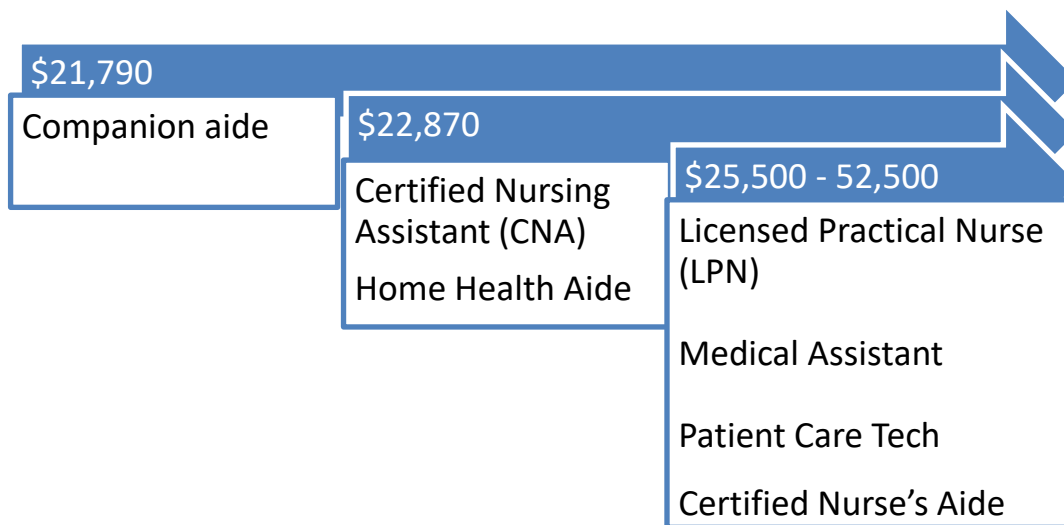 $21,790
Companion aide
$22,870
Certified Nursing
Assistant (CNA)
Home Health Aide
$25,500 - 52,500
Licensed Practical Nurse
(LPN)
Medical Assistant
Patient Care Tech
Certified Nurse’s Aide